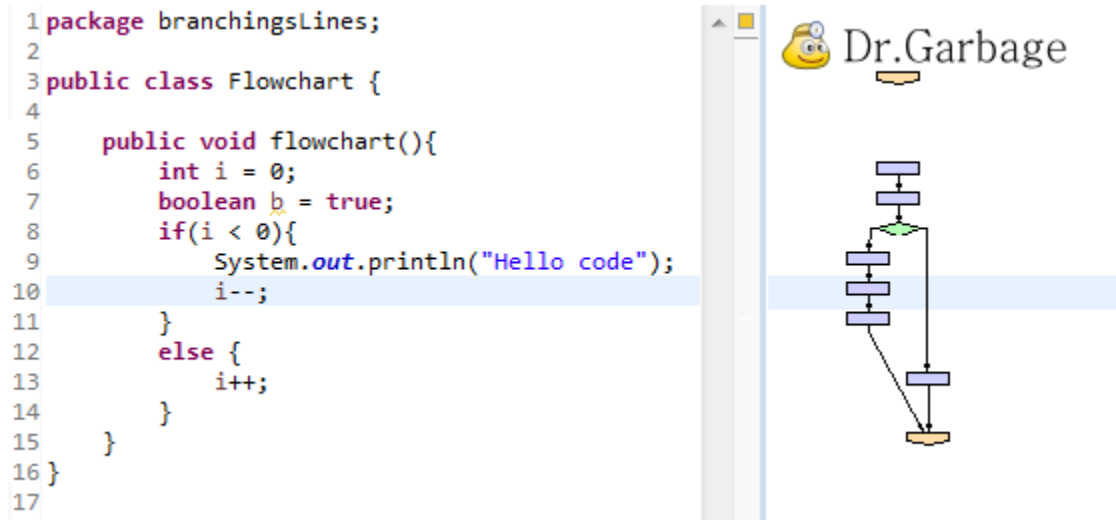 1 package branchingsLines;
2
3 public class Flowchart {
4
5 public void flowchart(){
6 int i = 0;
7 boolean b = true;
8 if(i < 0){
9 System.out.println("Hello code");
10 i--;
11 }
12 else {
13 i++;
14 }
15 }
16 }
17
Dr.Garbage